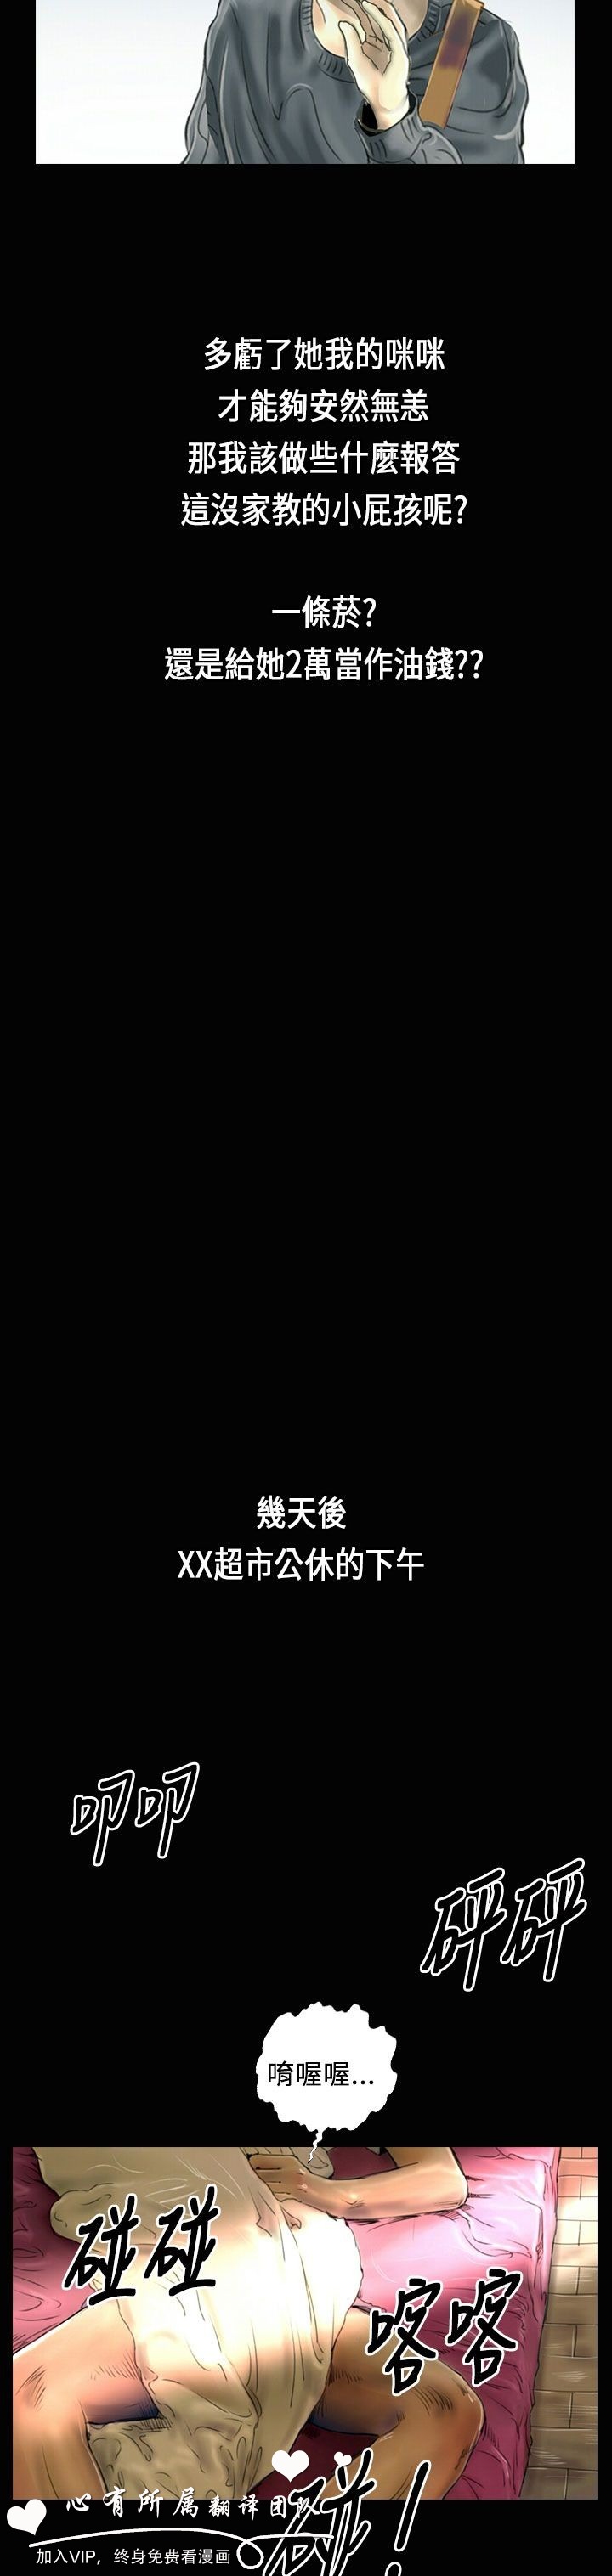 多虧了她我的咪咪
才能夠安然無恙
那我該做些什麼報答
這沒家教的小屁孩呢?
一條菸?
還是給她2萬當作油錢??
幾天後
XX超市公休的下午
叩叩
砰砰
唷喔喔...
碰碰
喀喀
碰!
心有所属翻译团队
加入VIP，终身免费看漫画